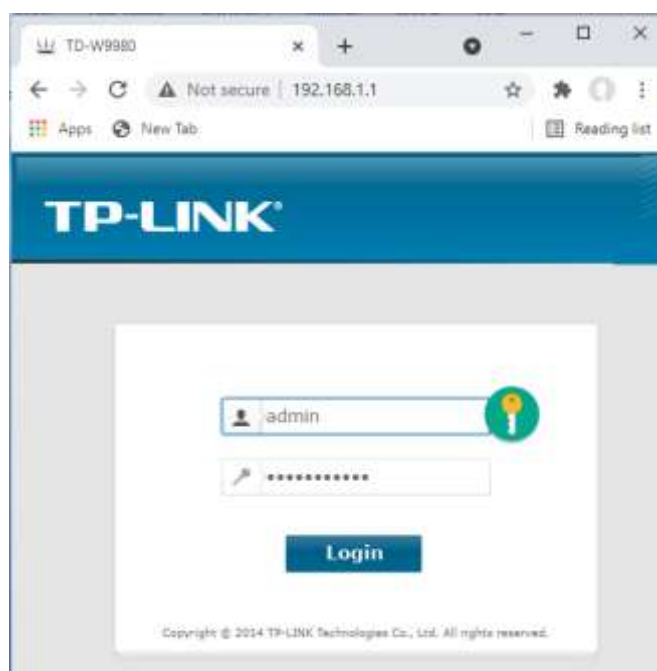 TD-W9980
Not secure | 192.168.1.1
Apps New Tab Reading list
TP-LINK®
admin
•••••••••••
Login
Copyright © 2014 TP-LINK Technologies Co., Ltd. All rights reserved.